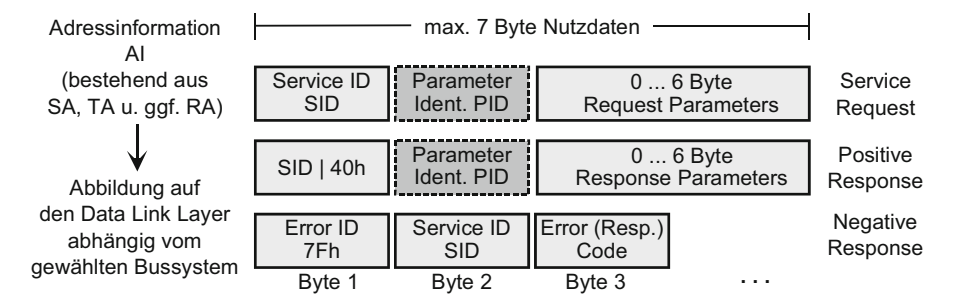 Adressinformation
AI
(bestehend aus
SA, TA u. ggf. RA)
Abbildung auf
den Data Link Layer
abhängig vom
gewählten Bussystem
max. 7 Byte Nutzdaten
Service ID
SID
Parameter
Ident. PID
0 ... 6 Byte
Request Parameters
Service
Request
SID | 40h
Parameter
Ident. PID
0 ... 6 Byte
Response Parameters
Positive
Response
Error ID
7Fh
Service ID
SID
Error (Resp.)
Code
Negative
Response
Byte 1
Byte 2
Byte 3
. . .